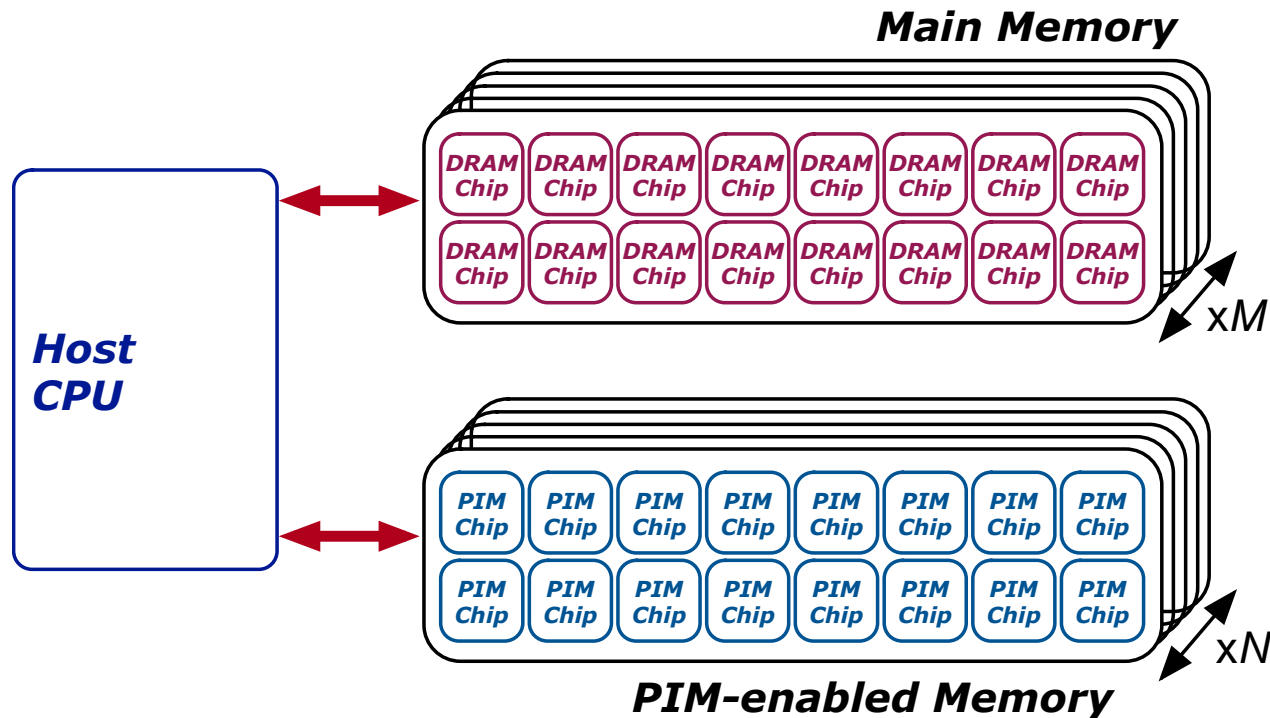 Main Memory
DRAM DRAM DRAM DRAM DRAM DRAM DRAM DRAM
Chip Chip Chip Chip Chip Chip Chip Chip
DRAM DRAM DRAM DRAM DRAM DRAM DRAM DRAM
Chip Chip Chip Chip Chip Chip Chip Chip
xM
Host
CPU
PIM PIM PIM PIM PIM PIM PIM PIM
Chip Chip Chip Chip Chip Chip Chip Chip
PIM PIM PIM PIM PIM PIM PIM PIM
Chip Chip Chip Chip Chip Chip Chip Chip
xN
PIM-enabled Memory